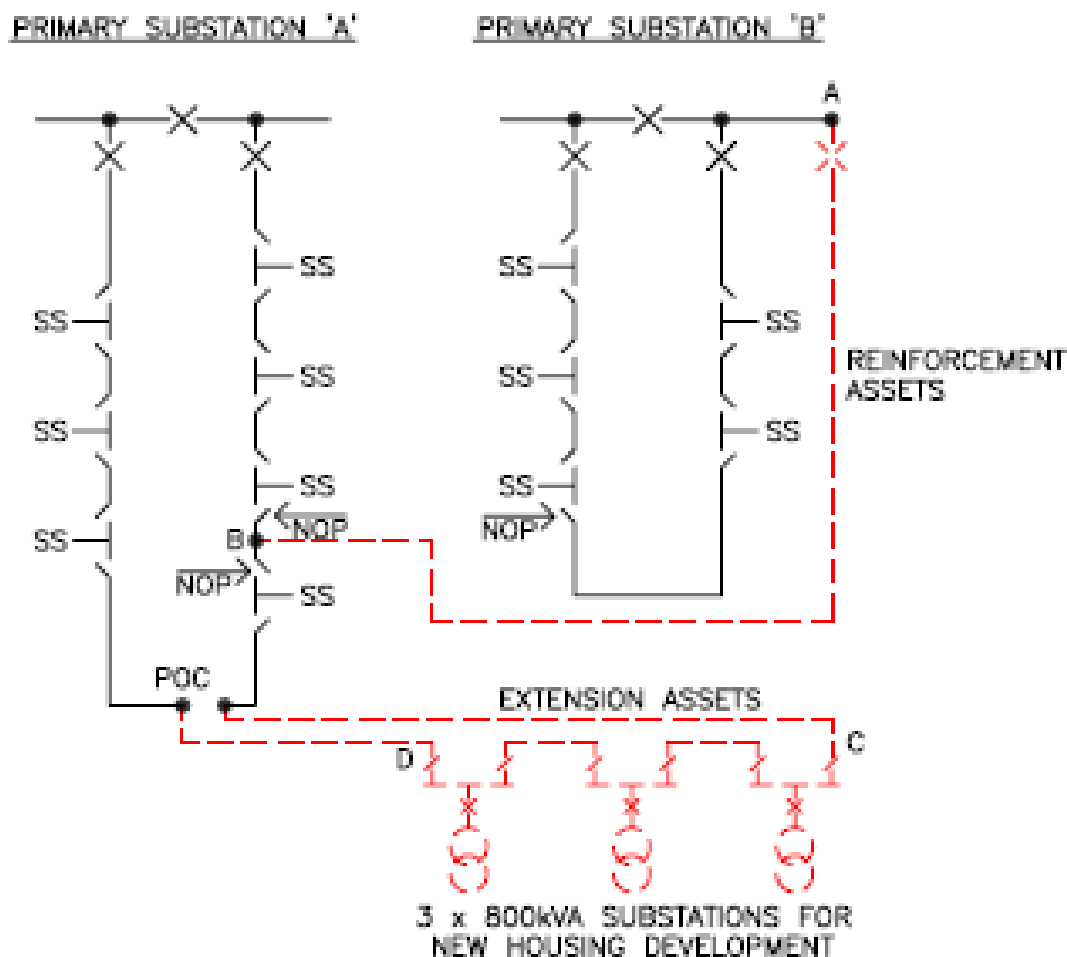 PRIMARY SUBSTATION 'A'
PRIMARY SUBSTATION 'B'
A
SS
SS
SS
SS
SS
SS
REINFORCEMENT
ASSETS
SS
SS
SS
SS
SS
SS
NOP
NOP
B
NOP
SS
POC
EXTENSION ASSETS
D
C
3 x 800kVA SUBSTATIONS FOR
NEW HOUSING DEVELOPMENT